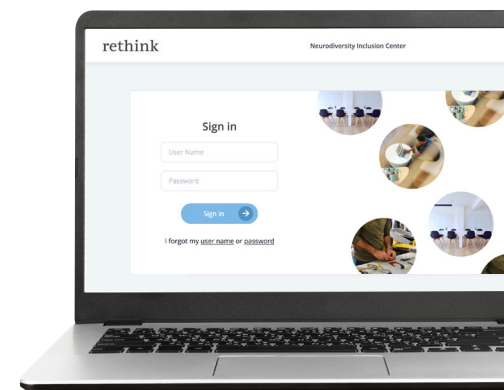 rethink
Neurodiversity Inclusion Center
Sign in
User Name
Password
Sign in
I forgot my user name or password